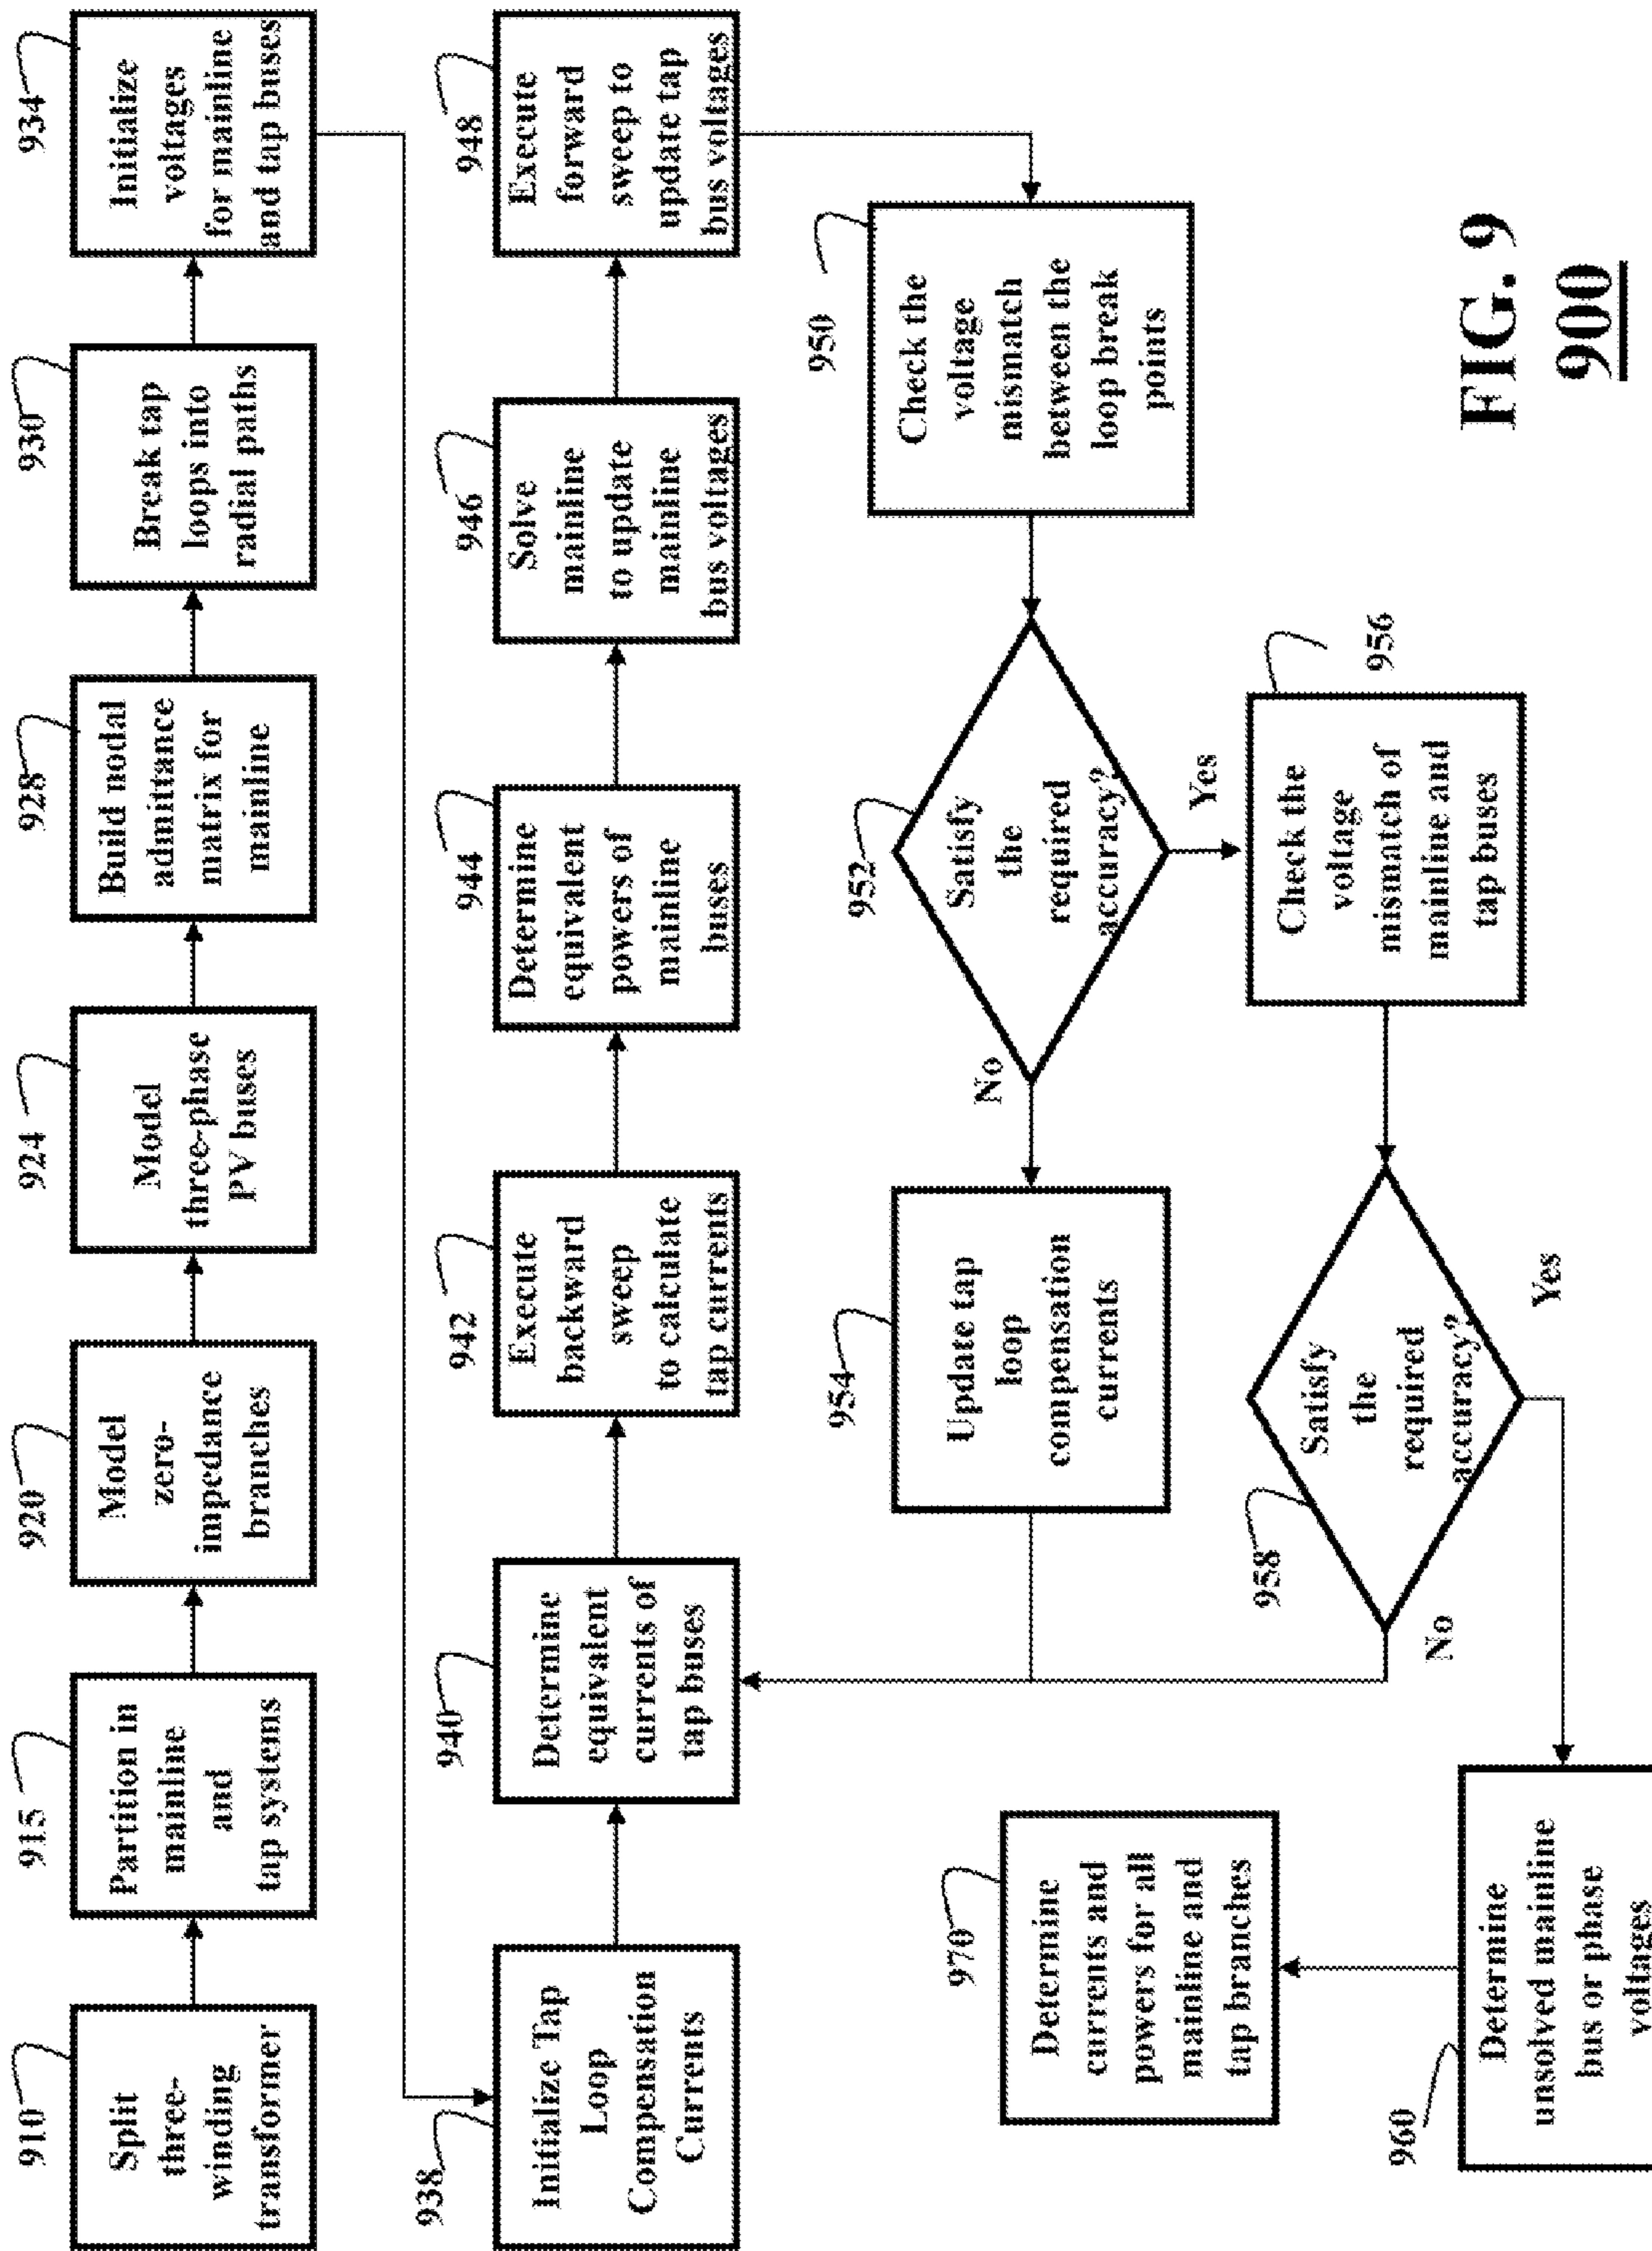 910
Split
three-
winding
transformer
915
Partition in
mainline
and
tap systems
920
Model
zero-
impedance
branches
924
Model
three-phase
PV buses
928
Build nodal
admittance
matrix for
mainline
930
Break tap
loops into
radial paths
934
Initialize
voltages
for mainline
and tap buses
938
Initialize Tap
Loop
Compensation
Currents
940
Determine
equivalent
currents of
tap buses
942
Execute
backward
sweep
to calculate
tap currents
944
Determine
equivalent
powers of
mainline
buses
946
Solve
mainline
to update
mainline
bus voltages
948
Execute
forward
sweep to
update tap
bus voltages
950
Check the
voltage
mismatch
between the
loop break
points
952
Satisfy
the
required
accuracy?
No
Yes
954
Update tap
loop
compensation
currents
956
Check the
voltage
mismatch of
mainline and
tap buses
958
Satisfy
the
required
accuracy?
No
Yes
960
Determine
unsolved mainline
bus or phase
voltages
970
Determine
currents and
powers for all
mainline and
tap branches
FIG. 9
900